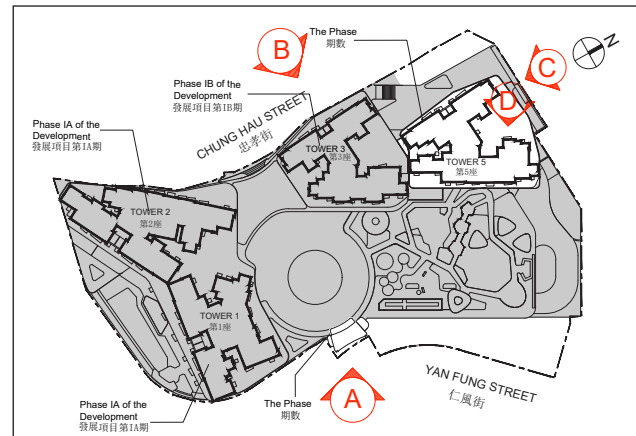 The Phase
期數
B
C
N
D
Phase IB of the
Development
發展項目第IB期
CHUNG HAU STREET
忠孝街
Phase IA of the
Development
發展項目第IA期
TOWER 3
第3座
TOWER 5
第5座
TOWER 2
第2座
TOWER 1
第1座
The Phase
期數
A
YAN FUNG STREET
仁風街
Phase IA of the
Development
發展項目第IA期